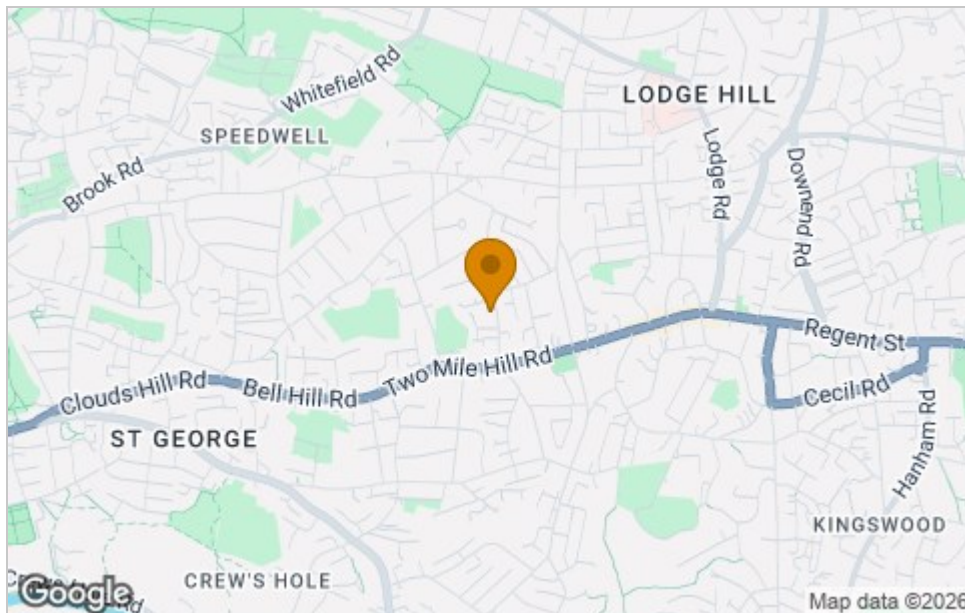 Whitefield Rd
LODGE HILL
SPEEDWELL
Lodge Rd
Brook Rd
Downend Rd
Regent St
Two Mile Hill Rd
Clouds Hill Rd
Bell Hill Rd
Cecil Rd
ST GEORGE
Hanham Rd
KINGSWOOD
CREW'S HOLE
Rd
Google
Map data ©2026